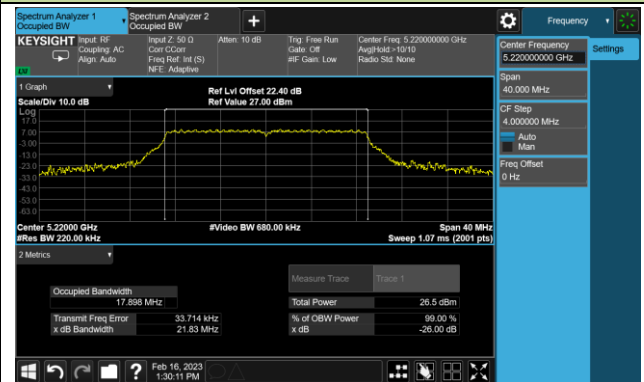 Spectrum Analyzer 1
Occupied BW
Spectrum Analyzer 2
Occupied BW
+
Frequency
KEYSIGHT
Input: RF
Coupling: AC
Align: Auto
Input Z: 50 Ω
Corr CCorr
Freq Ref: Int (S)
NFE: Adaptive
Atten: 10 dB
Trig: Free Run
Gate: Off
#IF Gain: Low
Center Freq: 5.220000000 GHz
Avg|Hold:>10/10
Radio Std: None
LXI
Center Frequency
5.220000000 GHz
Settings
Span
40.000 MHz
CF Step
4.000000 MHz
Auto
Man
Freq Offset
0 Hz
1 Graph
Scale/Div 10.0 dB
Ref Lvl Offset 22.40 dB
Ref Value 27.00 dBm
Log
17.0
7.00
-3.00
-13.0
-23.0
-33.0
-43.0
-53.0
-63.0
Center 5.22000 GHz
#Res BW 220.00 kHz
#Video BW 680.00 kHz
Span 40 MHz
Sweep 1.07 ms (2001 pts)
2 Metrics
Measure Trace
Trace 1
Occupied Bandwidth
17.898 MHz
Total Power
26.5 dBm
Transmit Freq Error
33.714 kHz
% of OBW Power
99.00 %
x dB Bandwidth
21.83 MHz
x dB
-26.00 dB
?
Feb 16, 2023
1:30:11 PM